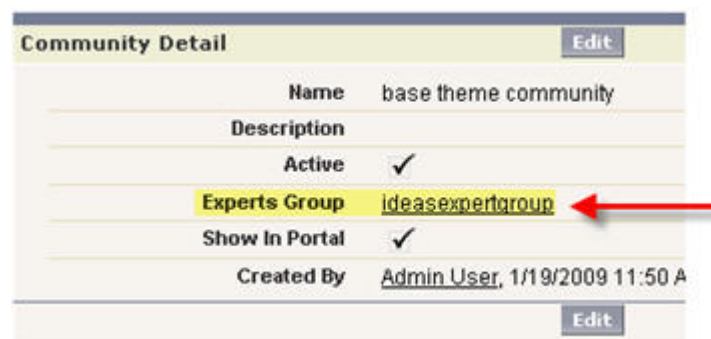 Community Detail Edit
Name base theme community
Description
Active
Experts Group ideasexpertgroup
Show In Portal
Created By Admin User, 1/19/2009 11:50 A
Edit